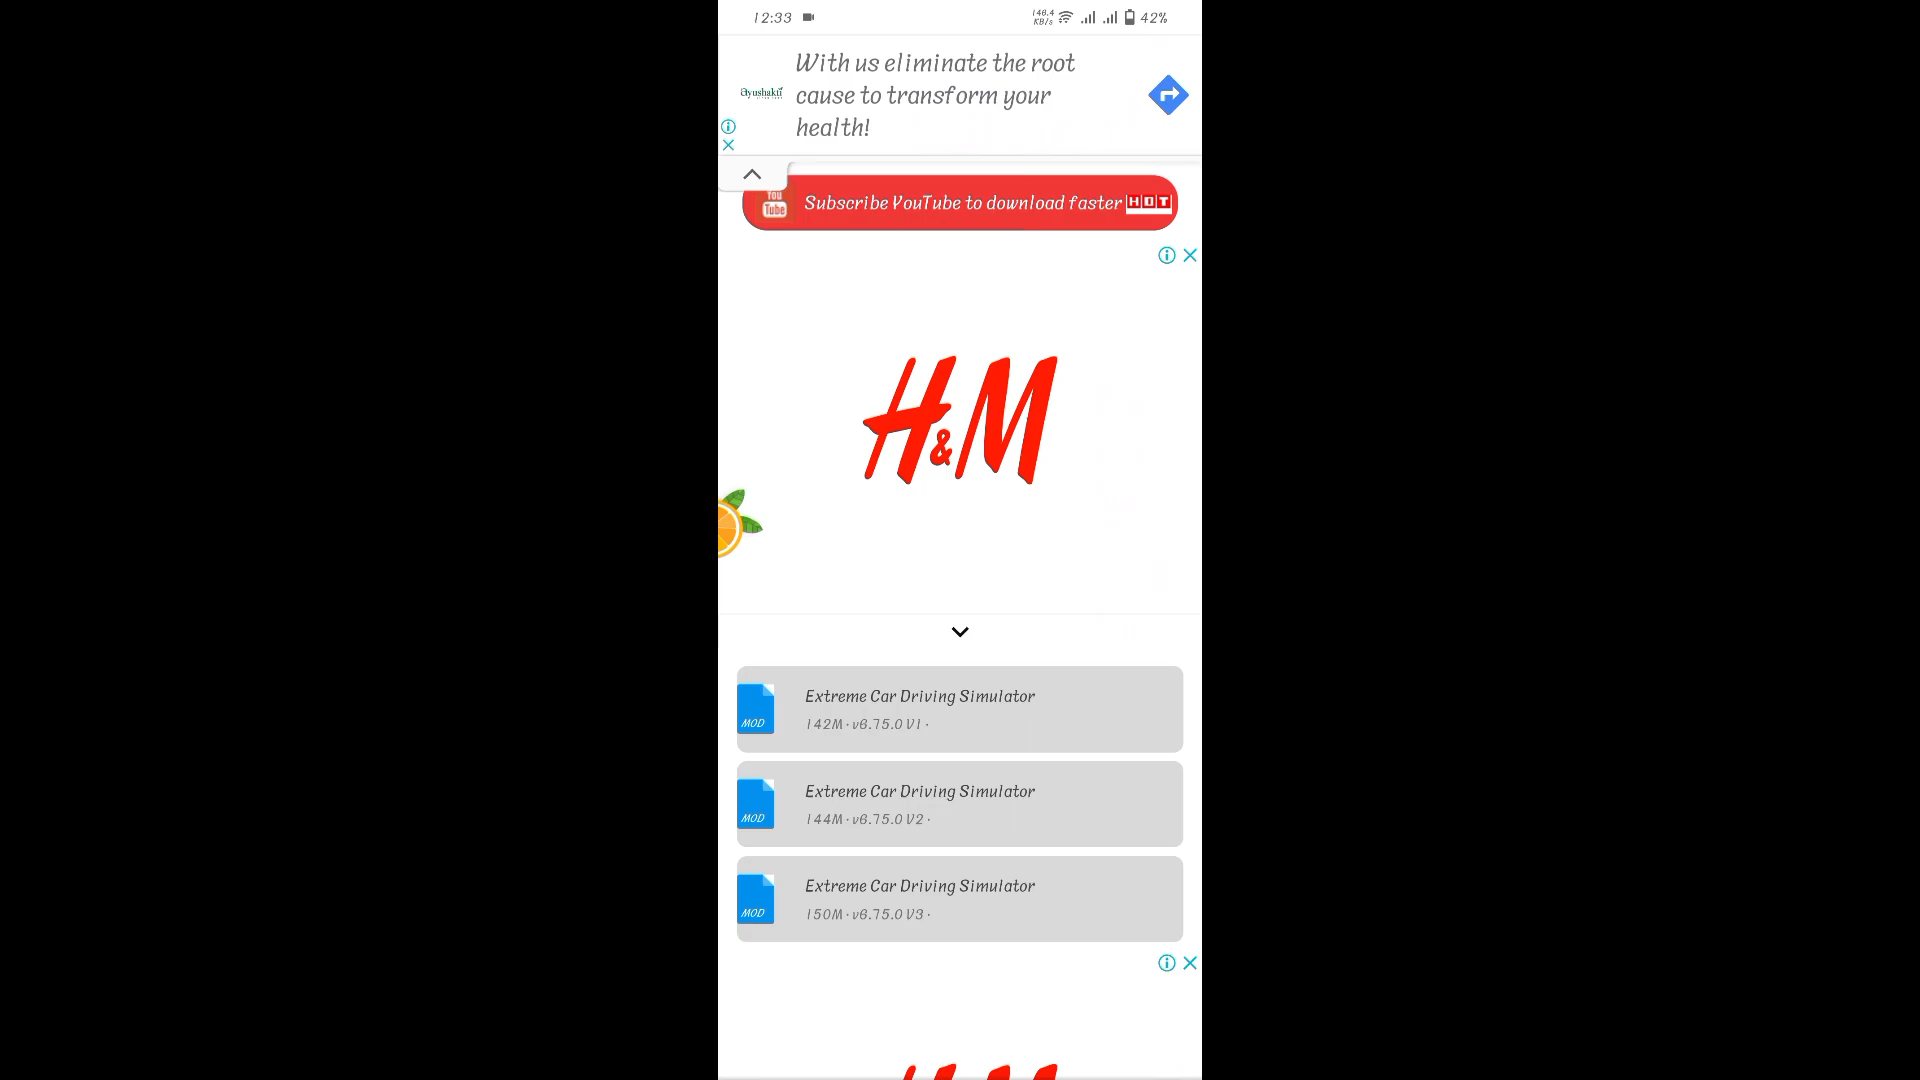 12:33
148.4 KB/s
42%
With us eliminate the root
cause to transform your
health!
ayushakti
You
Tube
Subscribe YouTube to download faster HOT
H&M
Extreme Car Driving Simulator
142M · v6.75.0 V1 ·
MOD
Extreme Car Driving Simulator
144M · v6.75.0 V2 ·
MOD
Extreme Car Driving Simulator
150M · v6.75.0 V3 ·
MOD